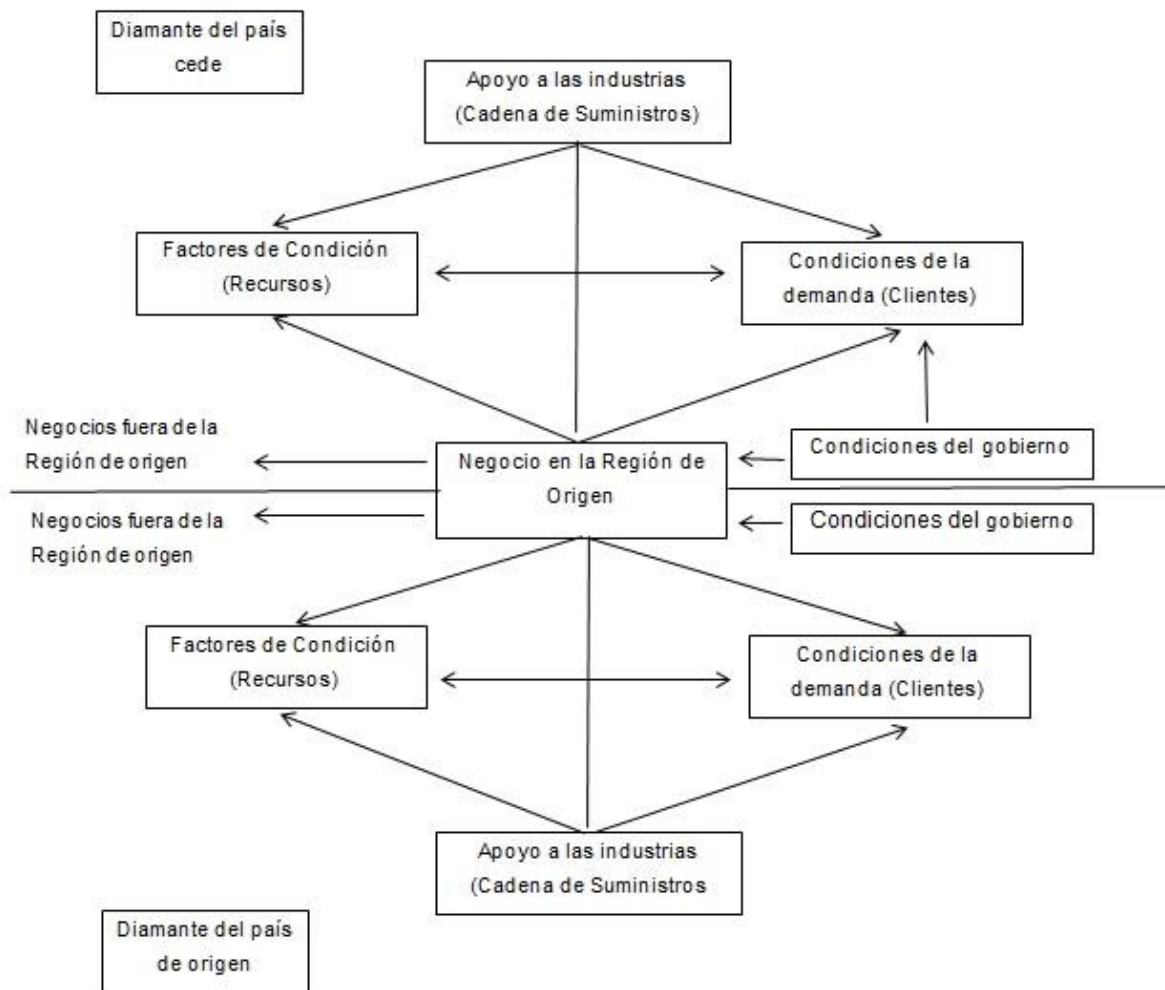 Diamante del país
cede
Apoyo a las industrias
(Cadena de Suministros)
Factores de Condición
(Recursos)
Condiciones de la
demanda (Clientes)
Negocios fuera de la
Región de origen
Negocio en la Región de
Origen
Condiciones del gobierno
Negocios fuera de la
Región de origen
Condiciones del gobierno
Factores de Condición
(Recursos)
Condiciones de la
demanda (Clientes)
Apoyo a las industrias
(Cadena de Suministros
Diamante del país
de origen